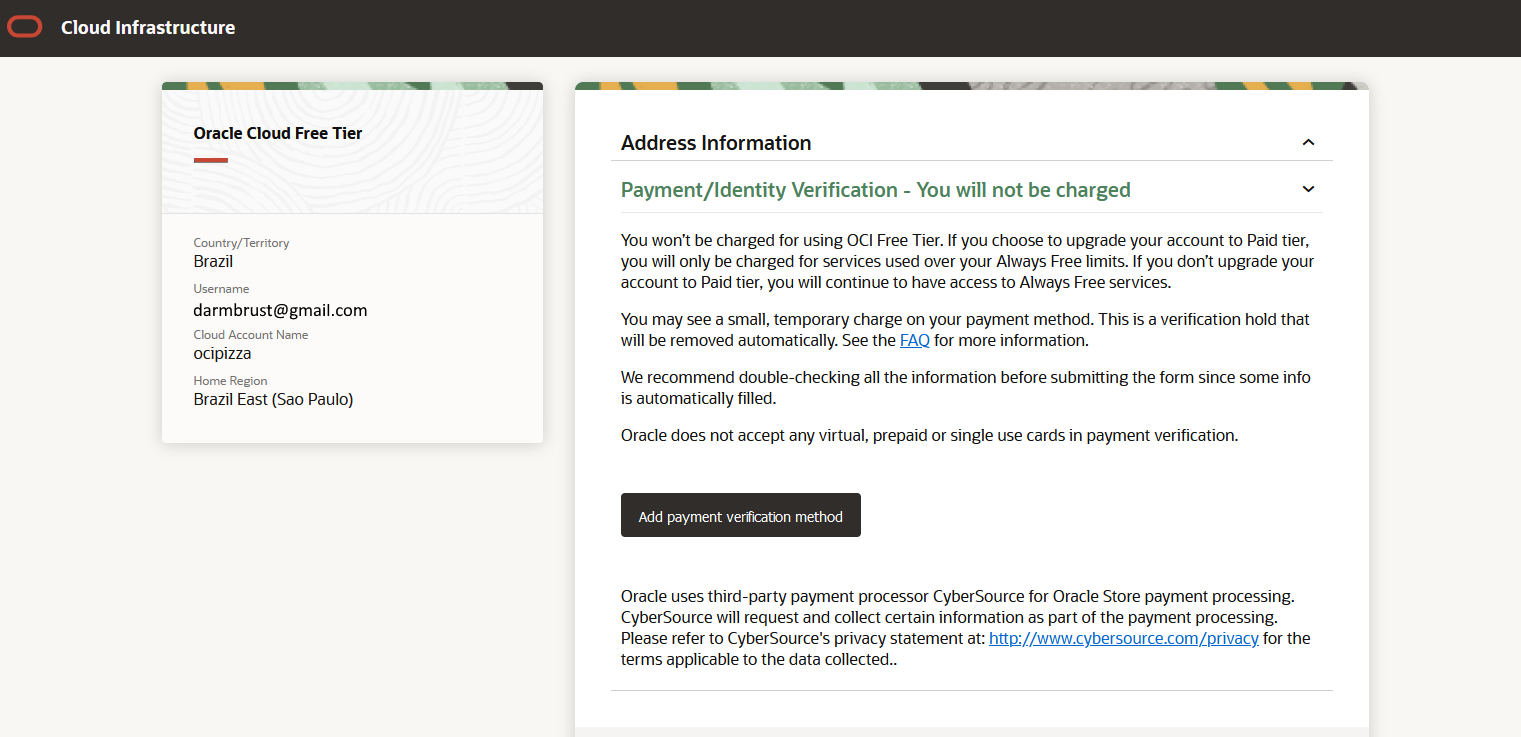 Cloud Infrastructure
Oracle Cloud Free Tier
Country/Territory
Brazil
Username
darmbrust@gmail.com
Cloud Account Name
ocipizza
Home Region
Brazil East (Sao Paulo)
Address Information
Payment/Identity Verification - You will not be charged
You won't be charged for using OCI Free Tier. If you choose to upgrade your account to Paid tier,
you will only be charged for services used over your Always Free limits. If you don't upgrade your
account to Paid tier, you will continue to have access to Always Free services.
You may see a small, temporary charge on your payment method. This is a verification hold that
will be removed automatically. See the FAQ for more information.
We recommend double-checking all the information before submitting the form since some info
is automatically filled.
Oracle does not accept any virtual, prepaid or single use cards in payment verification.
Add payment verification method
Oracle uses third-party payment processor CyberSource for Oracle Store payment processing.
CyberSource will request and collect certain information as part of the payment processing.
Please refer to CyberSource's privacy statement at: http://www.cybersource.com/privacy for the
terms applicable to the data collected..